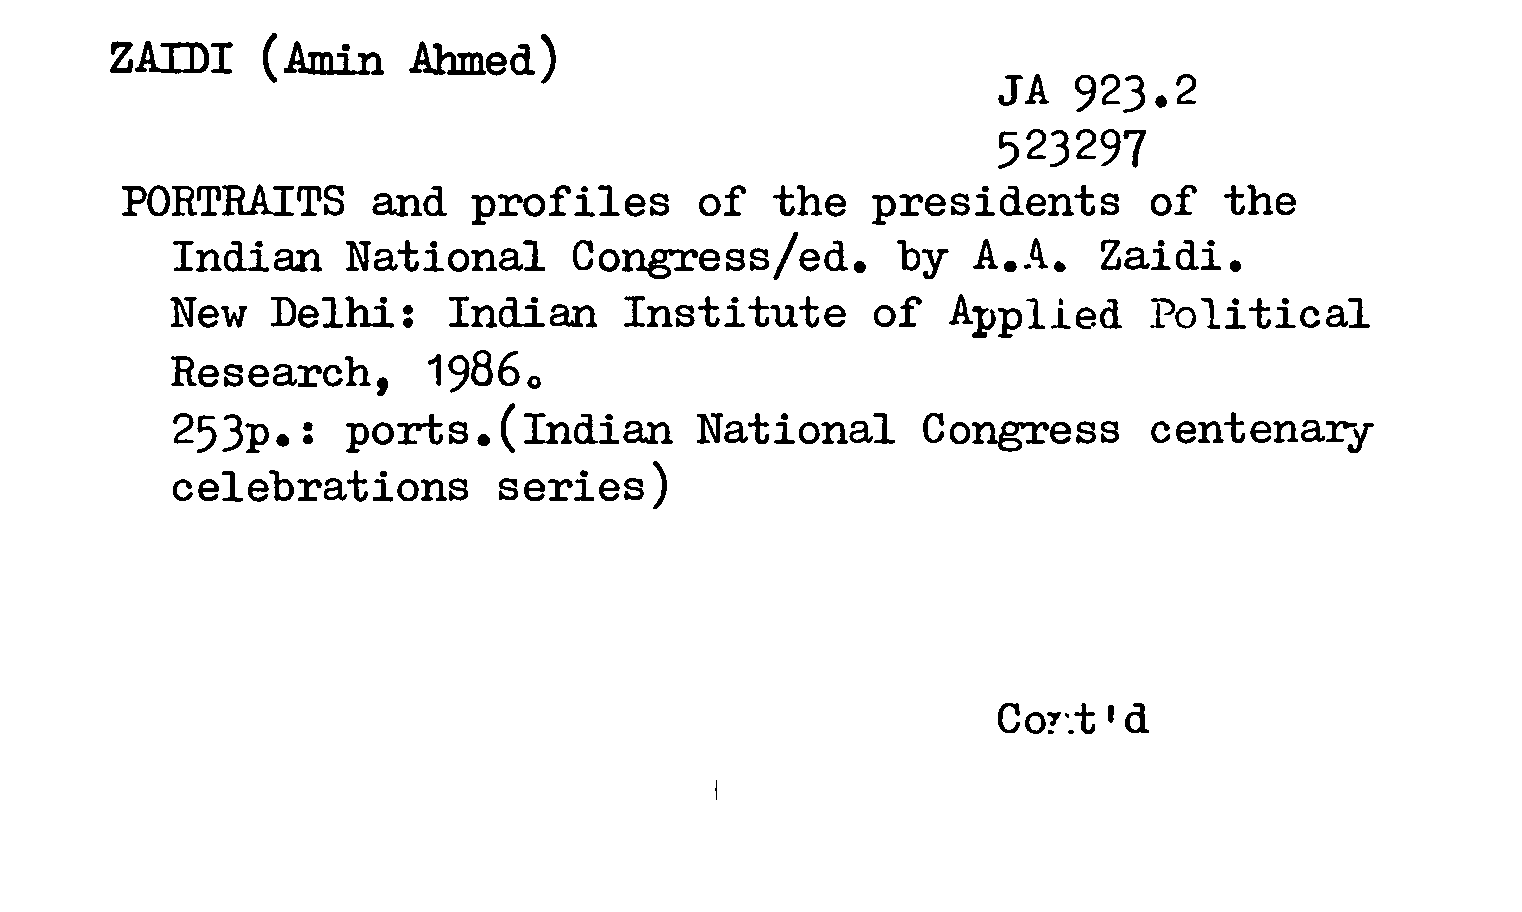 ZAIDI (Amin Ahmed)
JA 923.2
523297
PORTRAITS and profiles of the presidents of the
Indian National Congress/ed. by A.A. Zaidi.
New Delhi: Indian Institute of Applied Political
Research, 1986.
253p.: ports.(Indian National Congress centenary
celebrations series)
Cont'd